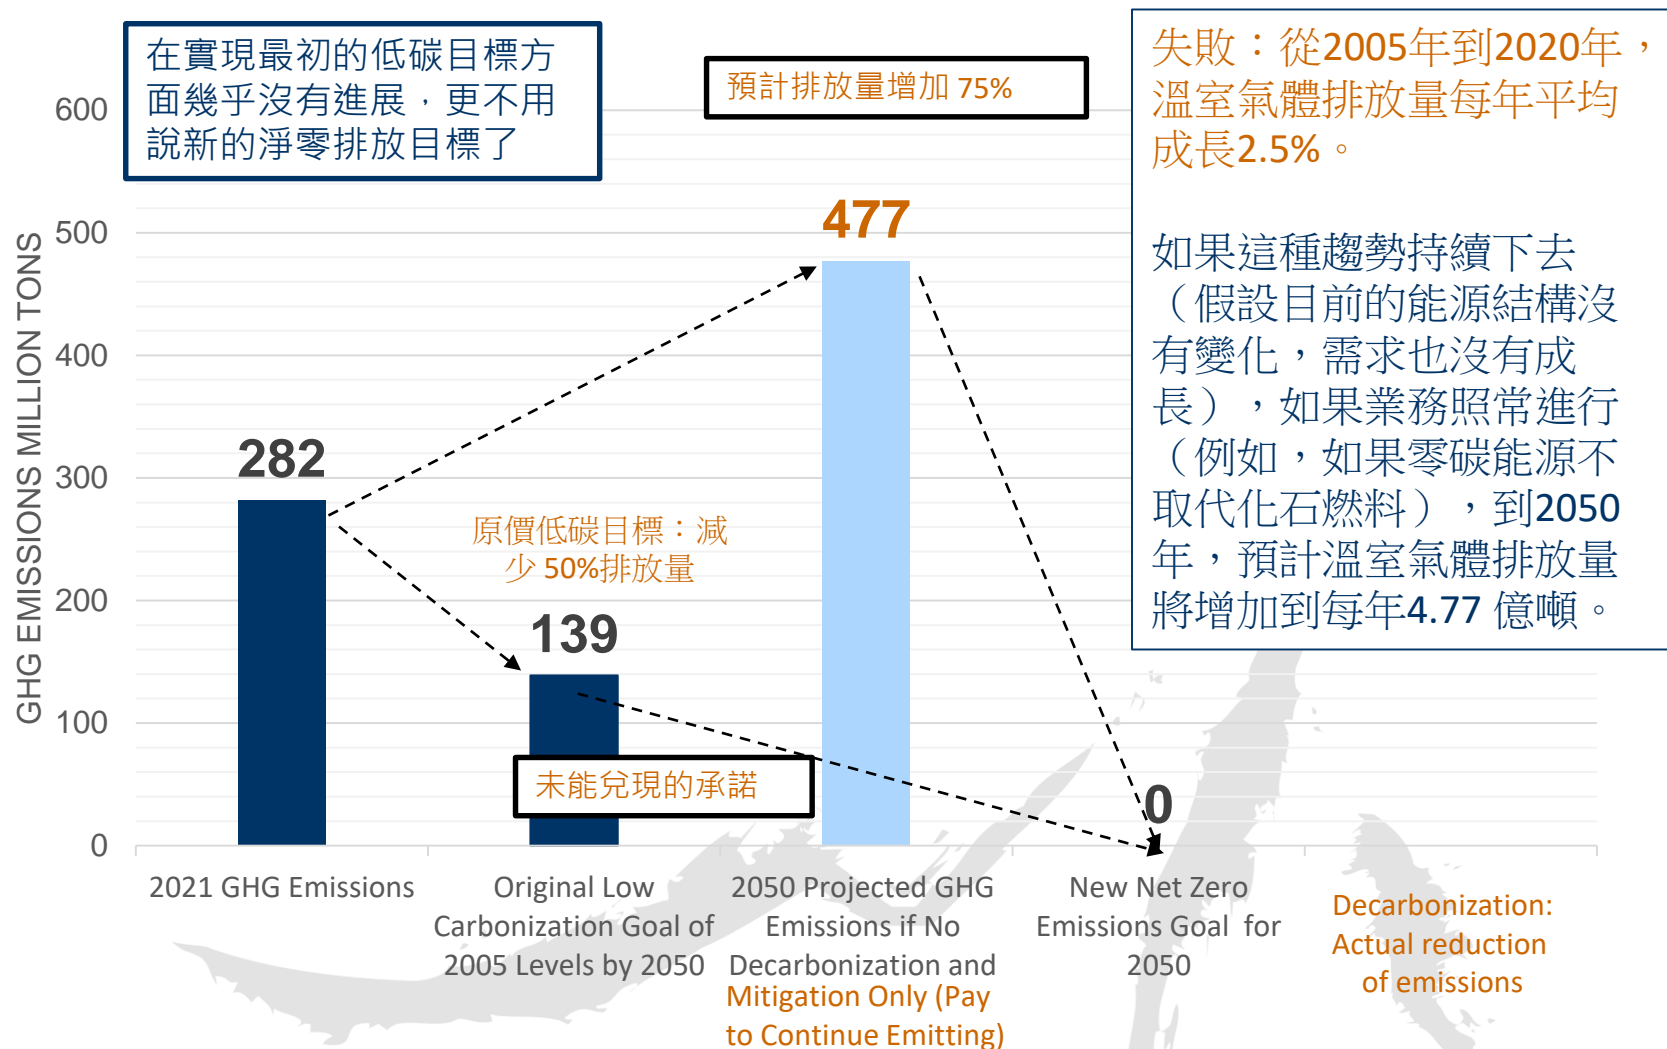 在實現最初的低碳目標方
面幾乎沒有進展，更不用
說新的淨零排放目標了
預計排放量增加 75%
失敗：從2005年到2020年，
溫室氣體排放量每年平均
成長2.5%。
如果這種趨勢持續下去
（假設目前的能源結構沒
有變化，需求也沒有成
長），如果業務照常進行
（例如，如果零碳能源不
取代化石燃料），到2050
年，預計溫室氣體排放量
將增加到每年4.77 億噸。
GHG EMISSIONS MILLION TONS
600
500
400
300
200
100
0
282
139
477
0
原價低碳目標：減
少 50%排放量
未能兌現的承諾
2021 GHG Emissions
Original Low
Carbonization Goal of
2005 Levels by 2050
2050 Projected GHG
Emissions if No
Decarbonization and
Mitigation Only (Pay
to Continue Emitting)
New Net Zero
Emissions Goal for
2050
Decarbonization:
Actual reduction
of emissions